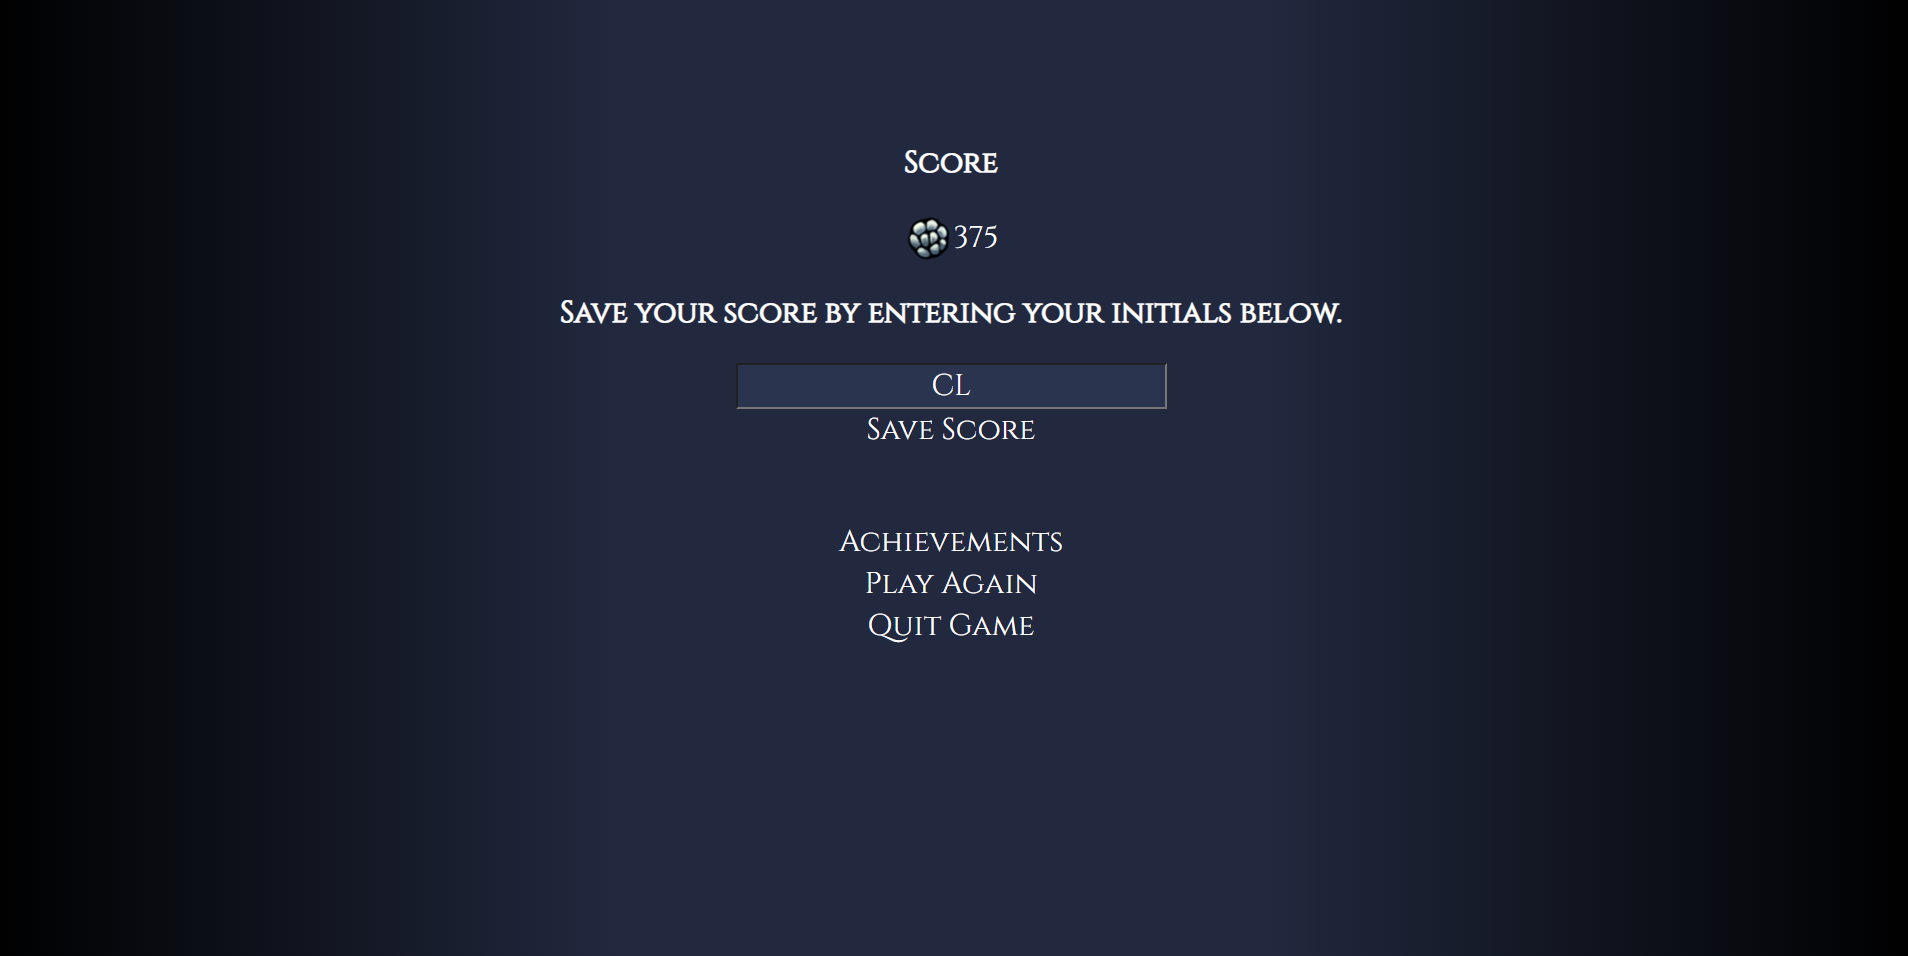 Score
375
Save your score by entering your initials below.
CL
Save Score
Achievements
Play Again
Quit Game